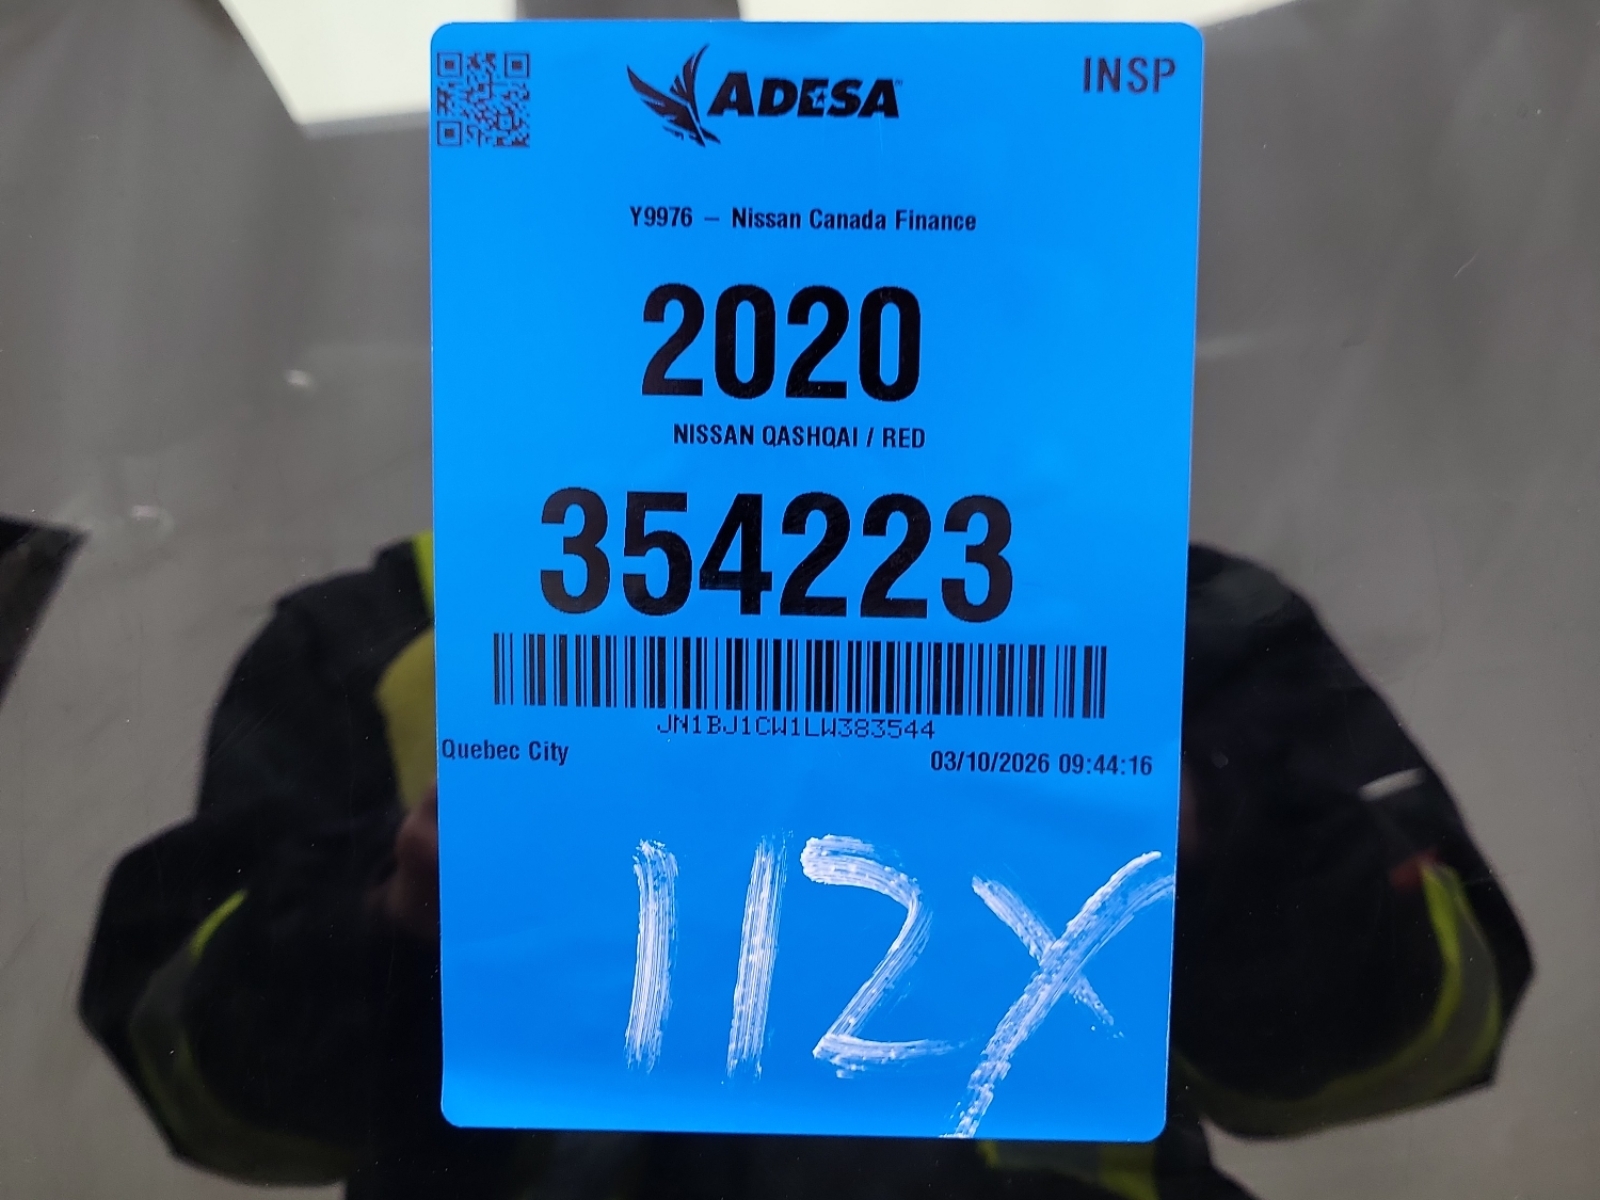 ADESA
INSP
Y9976 – Nissan Canada Finance
2020
NISSAN QASHQAI / RED
354223
JN1BJ1CW1LW383544
Quebec City
03/10/2026 09:44:16
112X